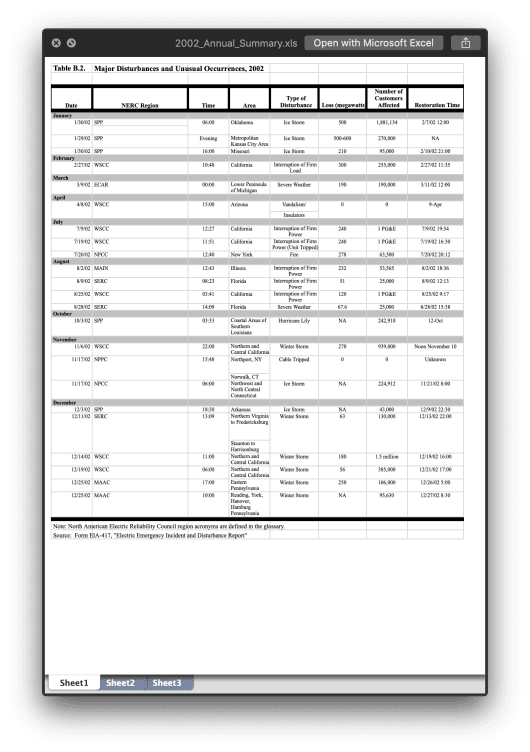 2002_Annual_Summary.xls Open with Microsoft Excel
Table B.2. Major Disturbances and Unusual Occurrences, 2002
Date NERC Region Time Area Type of Disturbance Loss (megawatts Number of Customers Affected Restoration Time
January
1/30/02 SPP 06:00 Oklahoma Ice Storm 500 1,881,134 2/7/02 12:00
1/29/02 SPP Evening Metropolitan Kansas City Area Ice Storm 500-600 270,000 NA
1/30/02 SPP 16:00 Missouri Ice Storm 210 95,000 2/10/02 21:00
February
2/27/02 WSCC 10:48 California Interruption of Firm Load 300 255,000 2/27/02 11:35
March
3/9/02 ECAR 00:00 Lower Peninsula of Michigan Severe Weather 190 190,000 3/11/02 12:00
April
4/8/02 WSCC 15:00 Arizona Vandalism/ 0 0 9-Apr
Insulators
July
7/9/02 WSCC 12:27 California Interruption of Firm Power 240 1 PG&E 7/9/02 19:54
7/19/02 WSCC 11:51 California Interruption of Firm Power (Unit Tripped) 240 1 PG&E 7/19/02 16:30
7/20/02 NPCC 12:40 New York Fire 278 63,500 7/20/02 20:12
August
8/2/02 MAIN 12:43 Illinois Interruption of Firm Power 232 53,565 8/2/02 18:36
8/9/02 SERC 08:23 Florida Interruption of Firm Power 51 25,000 8/9/02 12:13
8/25/02 WSCC 03:41 California Interruption of Firm Power 120 1 PG&E 8/25/02 9:17
8/28/02 SERC 14:09 Florida Severe Weather 67.6 25,000 8/28/02 15:38
October
10/3/02 SPP 03:33 Coastal Areas of Southern Louisiana Hurricane Lily NA 242,910 12-Oct
November
11/6/02 WSCC 22:00 Northern and Central California Winter Storm 270 939,000 Noon November 10
11/17/02 NPPC 15:48 Northport, NY Cable Tripped 0 0 Unknown
Norwalk, CT
11/17/02 NPCC 06:00 Northwest and North Central Connecticut Ice Storm NA 224,912 11/21/02 8:00
December
12/3/02 SPP 18:30 Arkansas Ice Storm NA 43,000 12/9/02 22:30
12/11/02 SERC 13:09 Northern Virginia to Fredericksburg Winter Storm 63 130,000 12/13/02 22:00
Staunton to Harrisonburg
12/14/02 WSCC 11:00 Northern and Central California Winter Storm 180 1.5 million 12/19/02 16:00
12/19/02 WSCC 06:00 Northern and Central California Winter Storm 56 385,000 12/21/02 17:00
12/25/02 MAAC 17:00 Eastern Pennsylvania Winter Storm 250 106,000 12/26/02 5:00
12/25/02 MAAC 10:00 Reading, York, Hanover, Hamburg Pennsylvania Winter Storm NA 95,630 12/27/02 8:30
Note: North American Electric Reliability Council region acronyms are defined in the glossary.
Source: Form EIA-417, "Electric Emergency Incident and Disturbance Report"
Sheet1 Sheet2 Sheet3